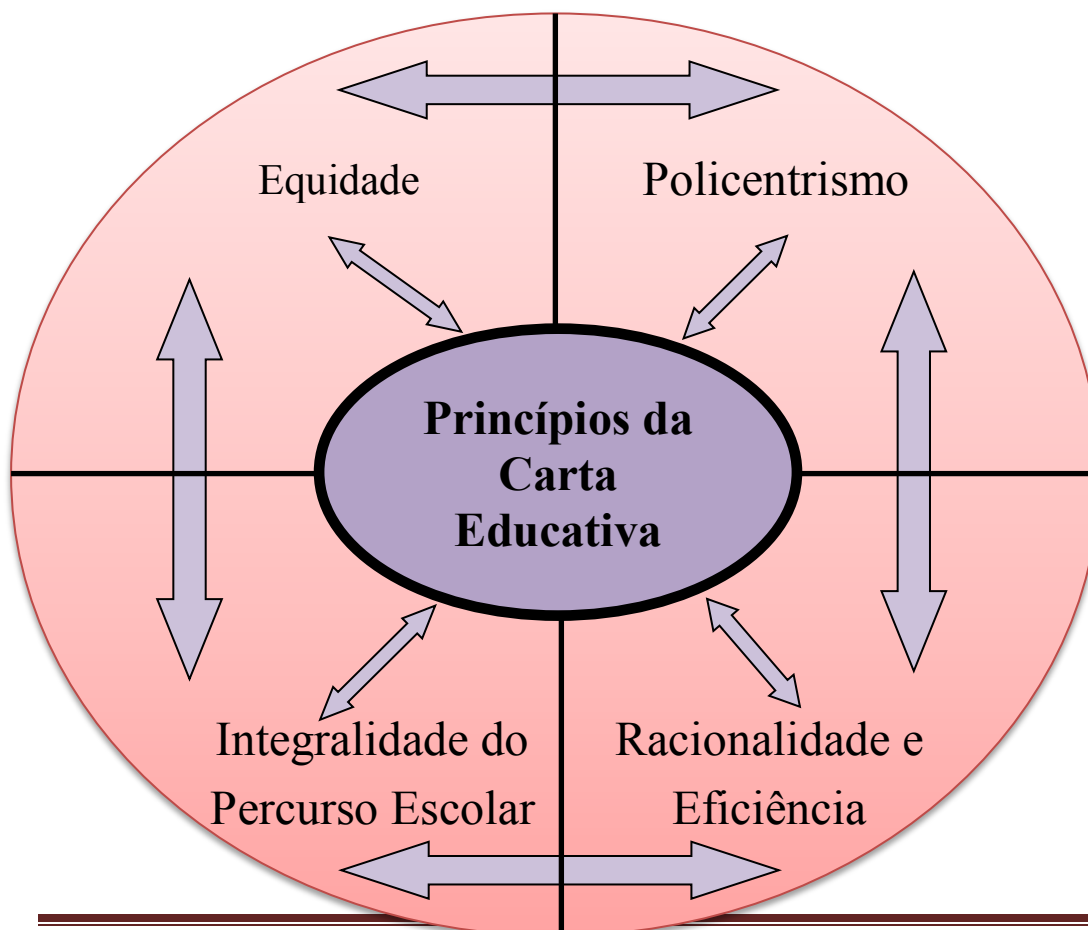 Equidade
Policentrismo
Princípios da
Carta
Educativa
Integralidade do
Percurso Escolar
Racionalidade e
Eficiência